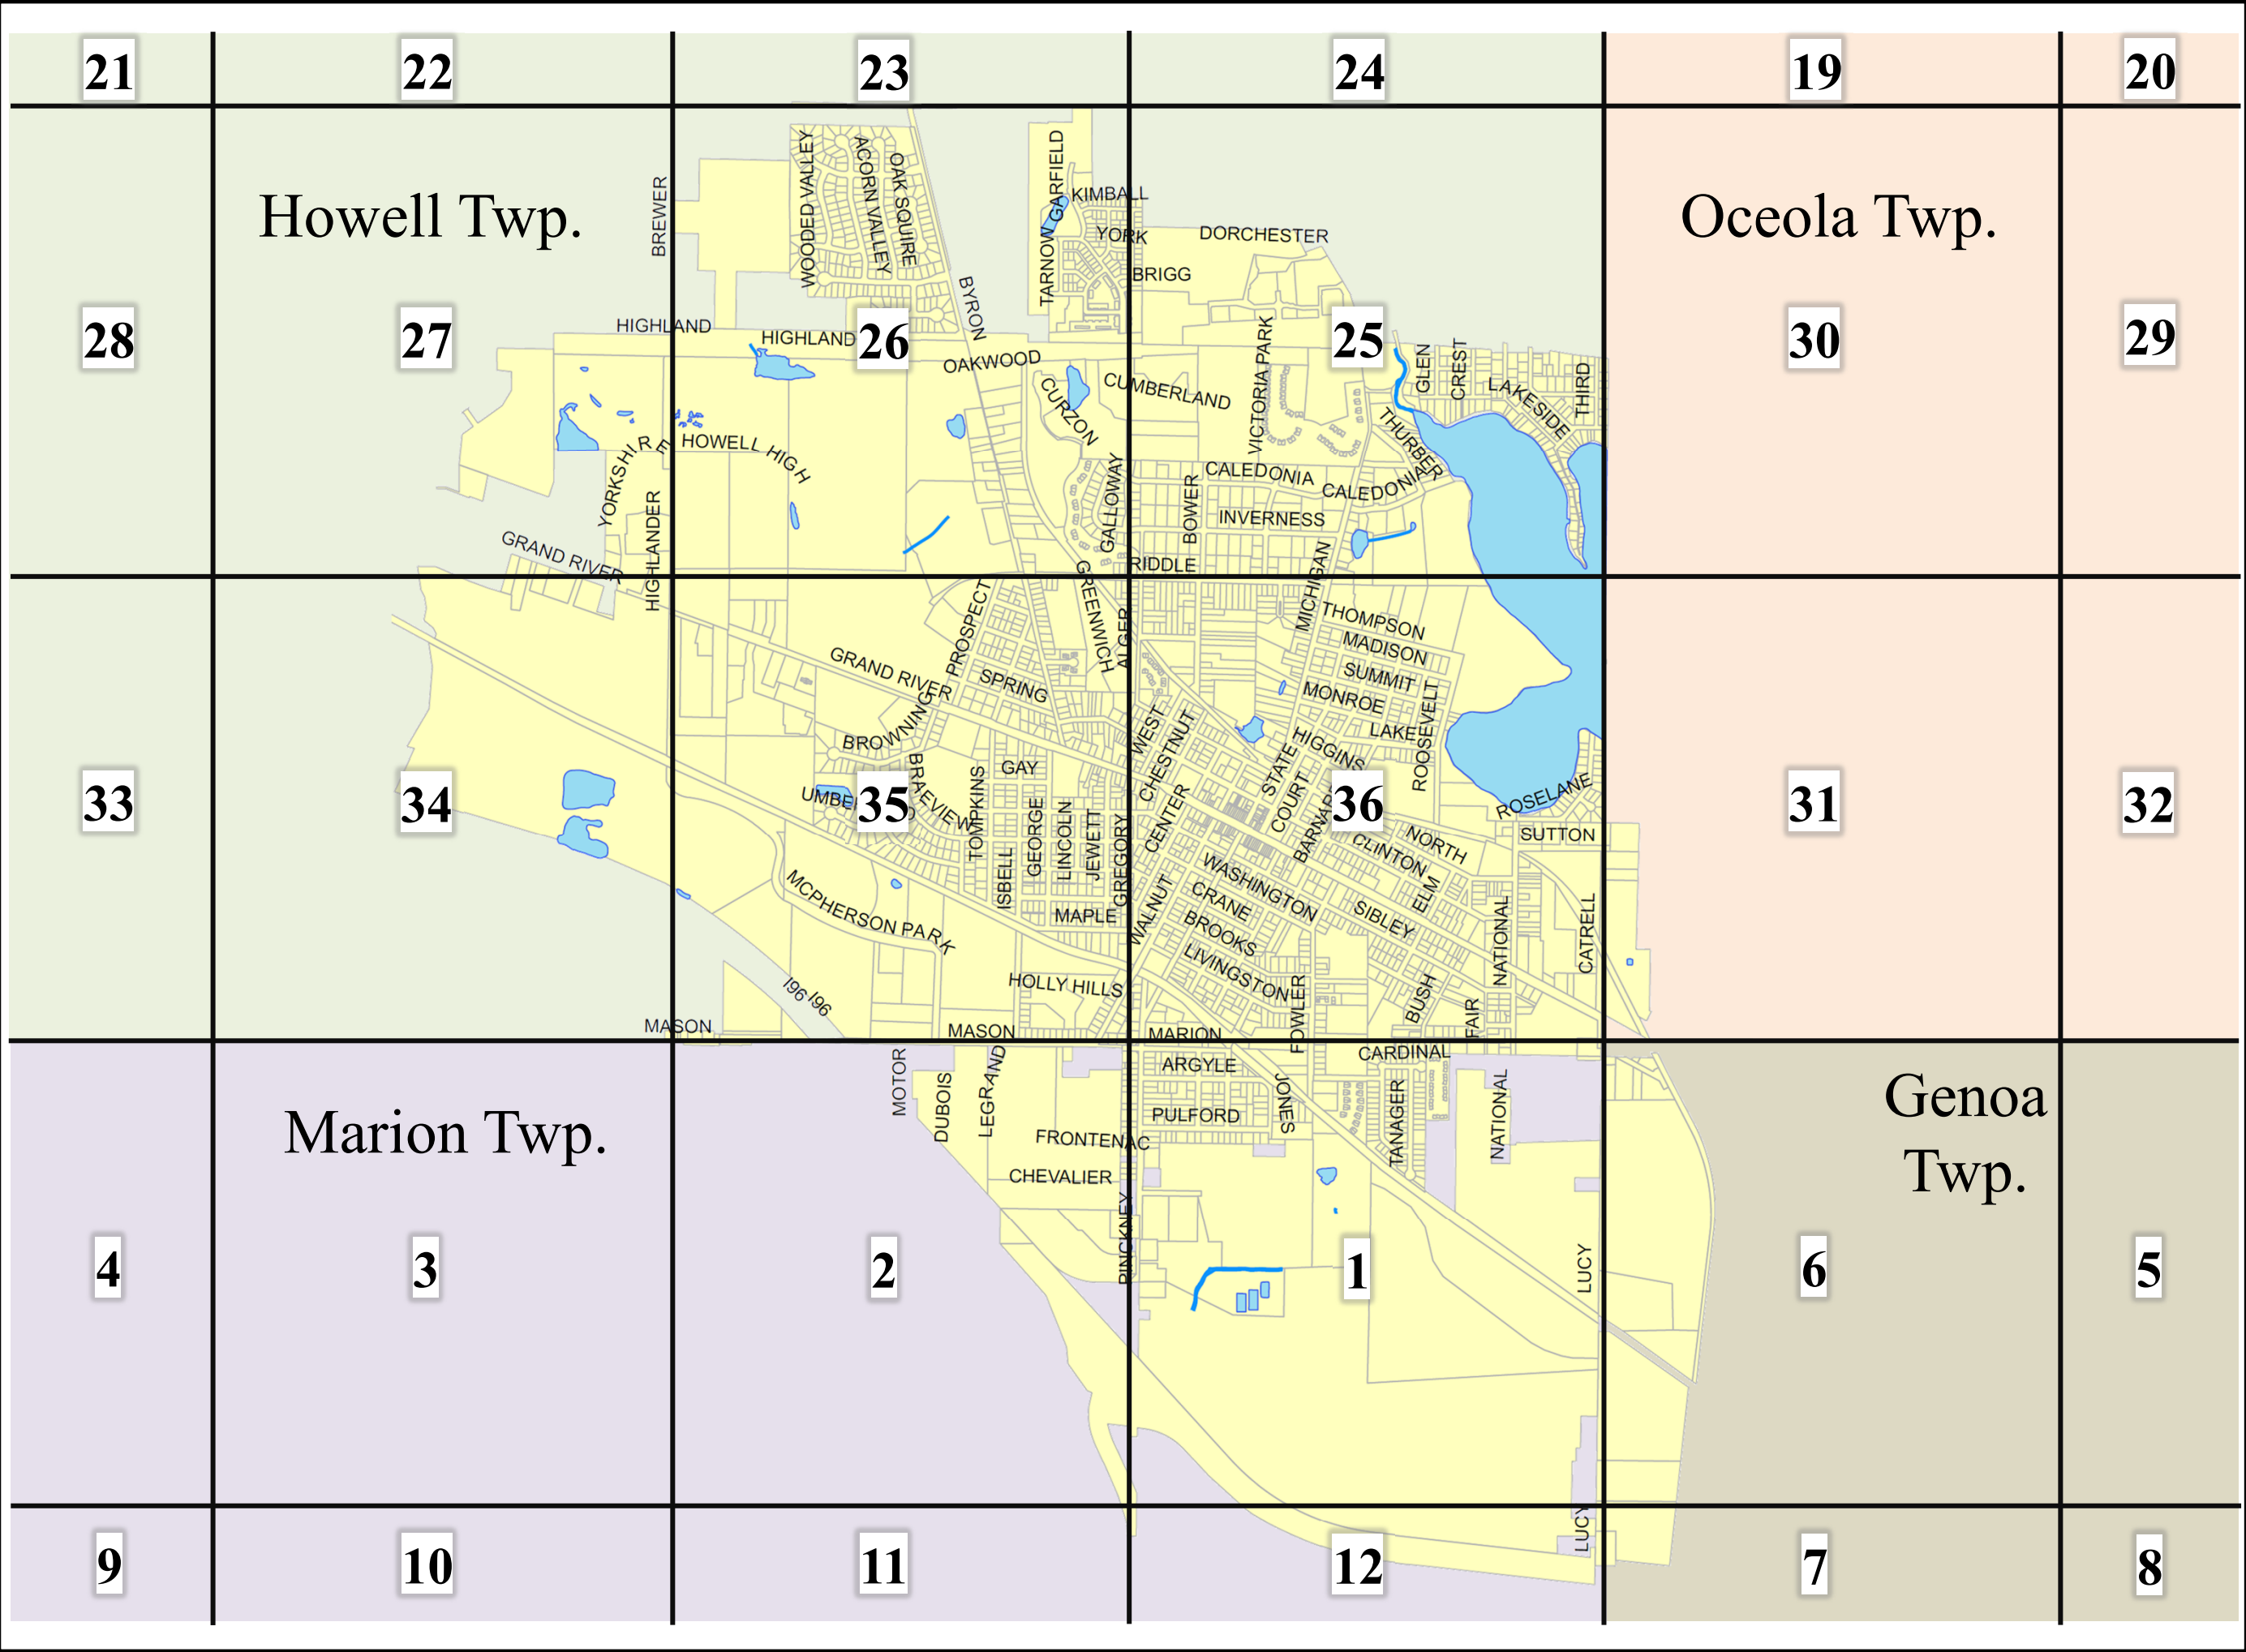 21
22
23
24
19
20
Howell Twp.
Oceola Twp.
BREWER
WOODED VALLEY
ACORN VALLEY
OAK SQUIRE
BYRON
GARFIELD
TARNOW
KIMBALL
YORK
BRIGG
DORCHESTER
28
27
26
25
30
29
HIGHLAND
HIGHLAND
OAKWOOD
CURZON
CUMBERLAND
VICTORIA PARK
GLEN
CREST
LAKESIDE
THIRD
THURBER
YORKSHIRE
HOWELL HIGH
HIGHLANDER
GRAND RIVER
GALLOWAY
BOWER
CALEDONIA
CALEDONIA
INVERNESS
RIDDLE
MICHIGAN
GREENWICH
ALGER
PROSPECT
GRAND RIVER
SPRING
BROWNING
THOMPSON
MADISON
SUMMIT
MONROE
LAKE
ROOSEVELT
HIGGINS
WEST
CHESTNUT
STATE
COURT
CENTER
33
34
35
36
31
32
GAY
BRAEVIEW
TOMPKINS
ISBELL
GEORGE
LINCOLN
JEWETT
GREGORY
MAPLE
WALNUT
WASHINGTON
CRANE
BROOKS
LIVINGSTON
SIBLEY
CLINTON
NORTH
ELM
ROSELANE
SUTTON
NATIONAL
CATRELL
MCPHERSON PARK
HOLLY HILLS
I96
I96
MASON
MASON
MARION
FOWLER
BUSH
FAIR
CARDINAL
ARGYLE
PULFORD
JONES
TANAGER
NATIONAL
MOTOR
DUBOIS
LEGRAND
FRONTENAC
CHEVALIER
PINCKNEY
Marion Twp.
Genoa
Twp.
4
3
2
1
6
5
LUCY
LUCY
9
10
11
12
7
8